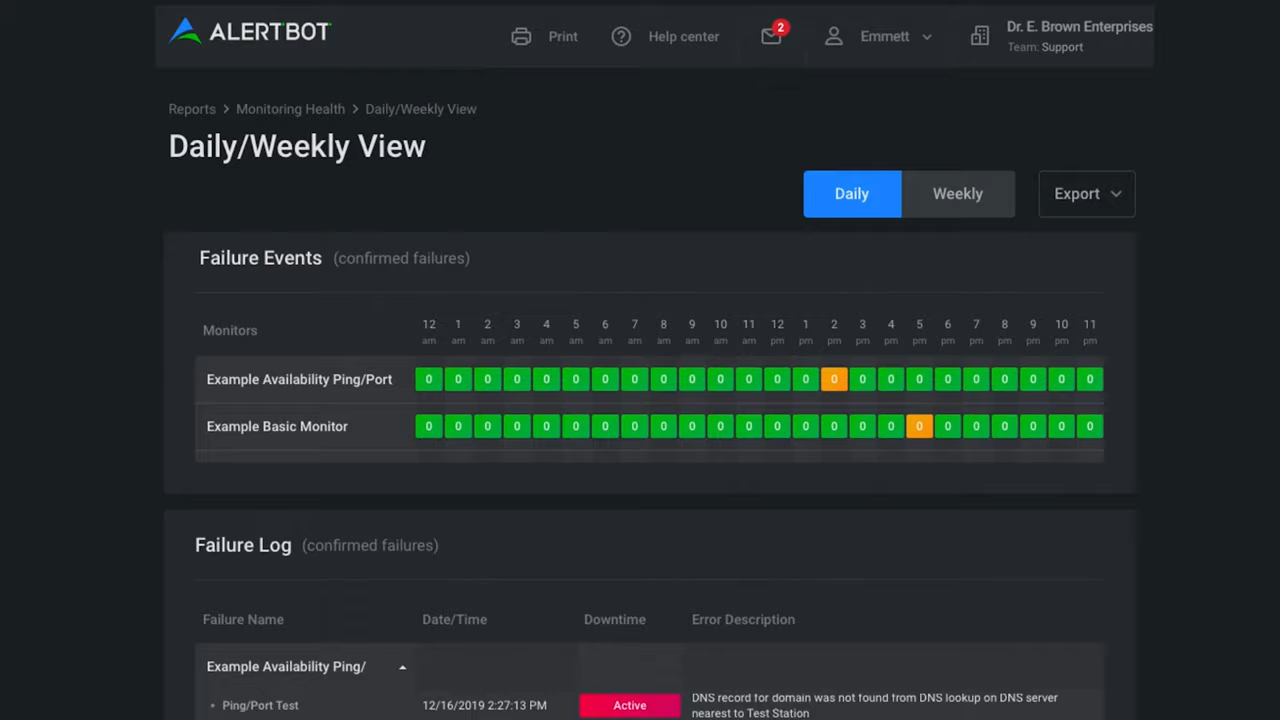 ALERTBOT
Print
Help center
2
Emmett
Dr. E. Brown Enterprises
Team: Support
Reports > Monitoring Health > Daily/Weekly View
Daily/Weekly View
Daily
Weekly
Export
Failure Events (confirmed failures)
Monitors
12 1 2 3 4 5 6 7 8 9 10 11 12 1 2 3 4 5 6 7 8 9 10 11
am am am am am am am am am am am am pm pm pm pm pm pm pm pm pm pm pm pm
Example Availability Ping/Port 0 0 0 0 0 0 0 0 0 0 0 0 0 0 0 0 0 0 0 0 0 0 0 0
Example Basic Monitor 0 0 0 0 0 0 0 0 0 0 0 0 0 0 0 0 0 0 0 0 0 0 0 0
Failure Log (confirmed failures)
Failure Name Date/Time Downtime Error Description
Example Availability Ping/
• Ping/Port Test 12/16/2019 2:27:13 PM Active DNS record for domain was not found from DNS lookup on DNS server
nearest to Test Station